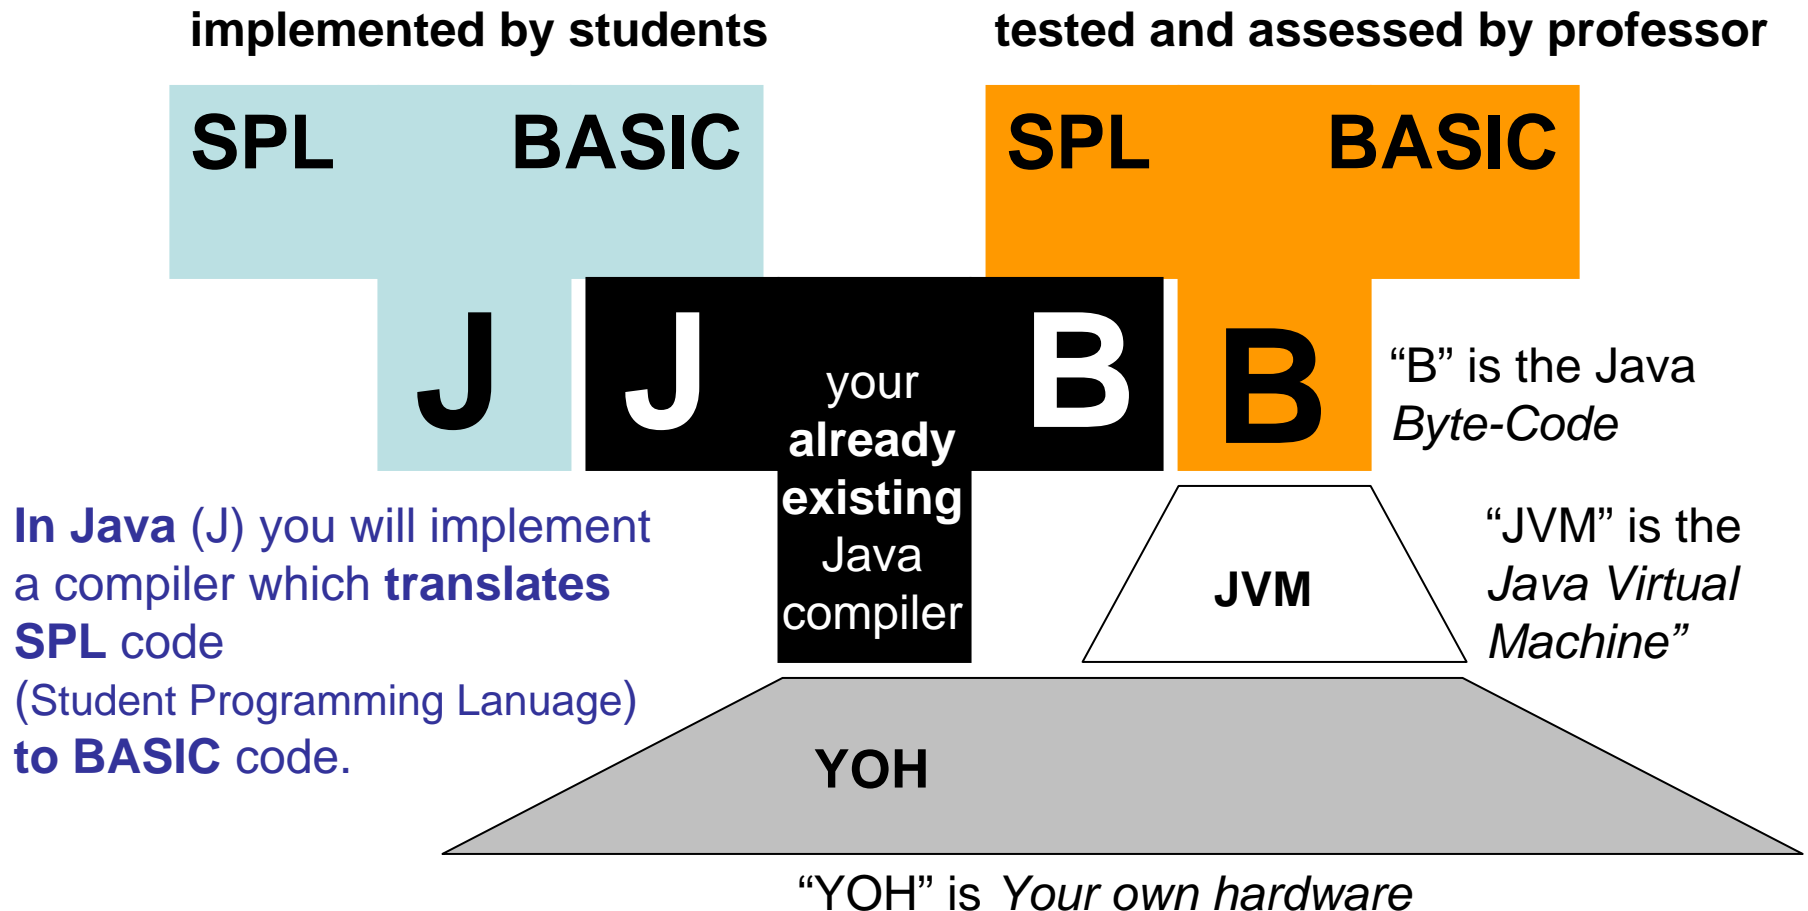 implemented by students
tested and assessed by professor
SPL BASIC
SPL BASIC
J
J
B
B
your
already
existing
Java
compiler
“B” is the Java
Byte-Code
In Java (J) you will implement
a compiler which translates
SPL code
(Student Programming Lanuage)
to BASIC code.
JVM
“JVM” is the
Java Virtual
Machine”
YOH
“YOH” is Your own hardware